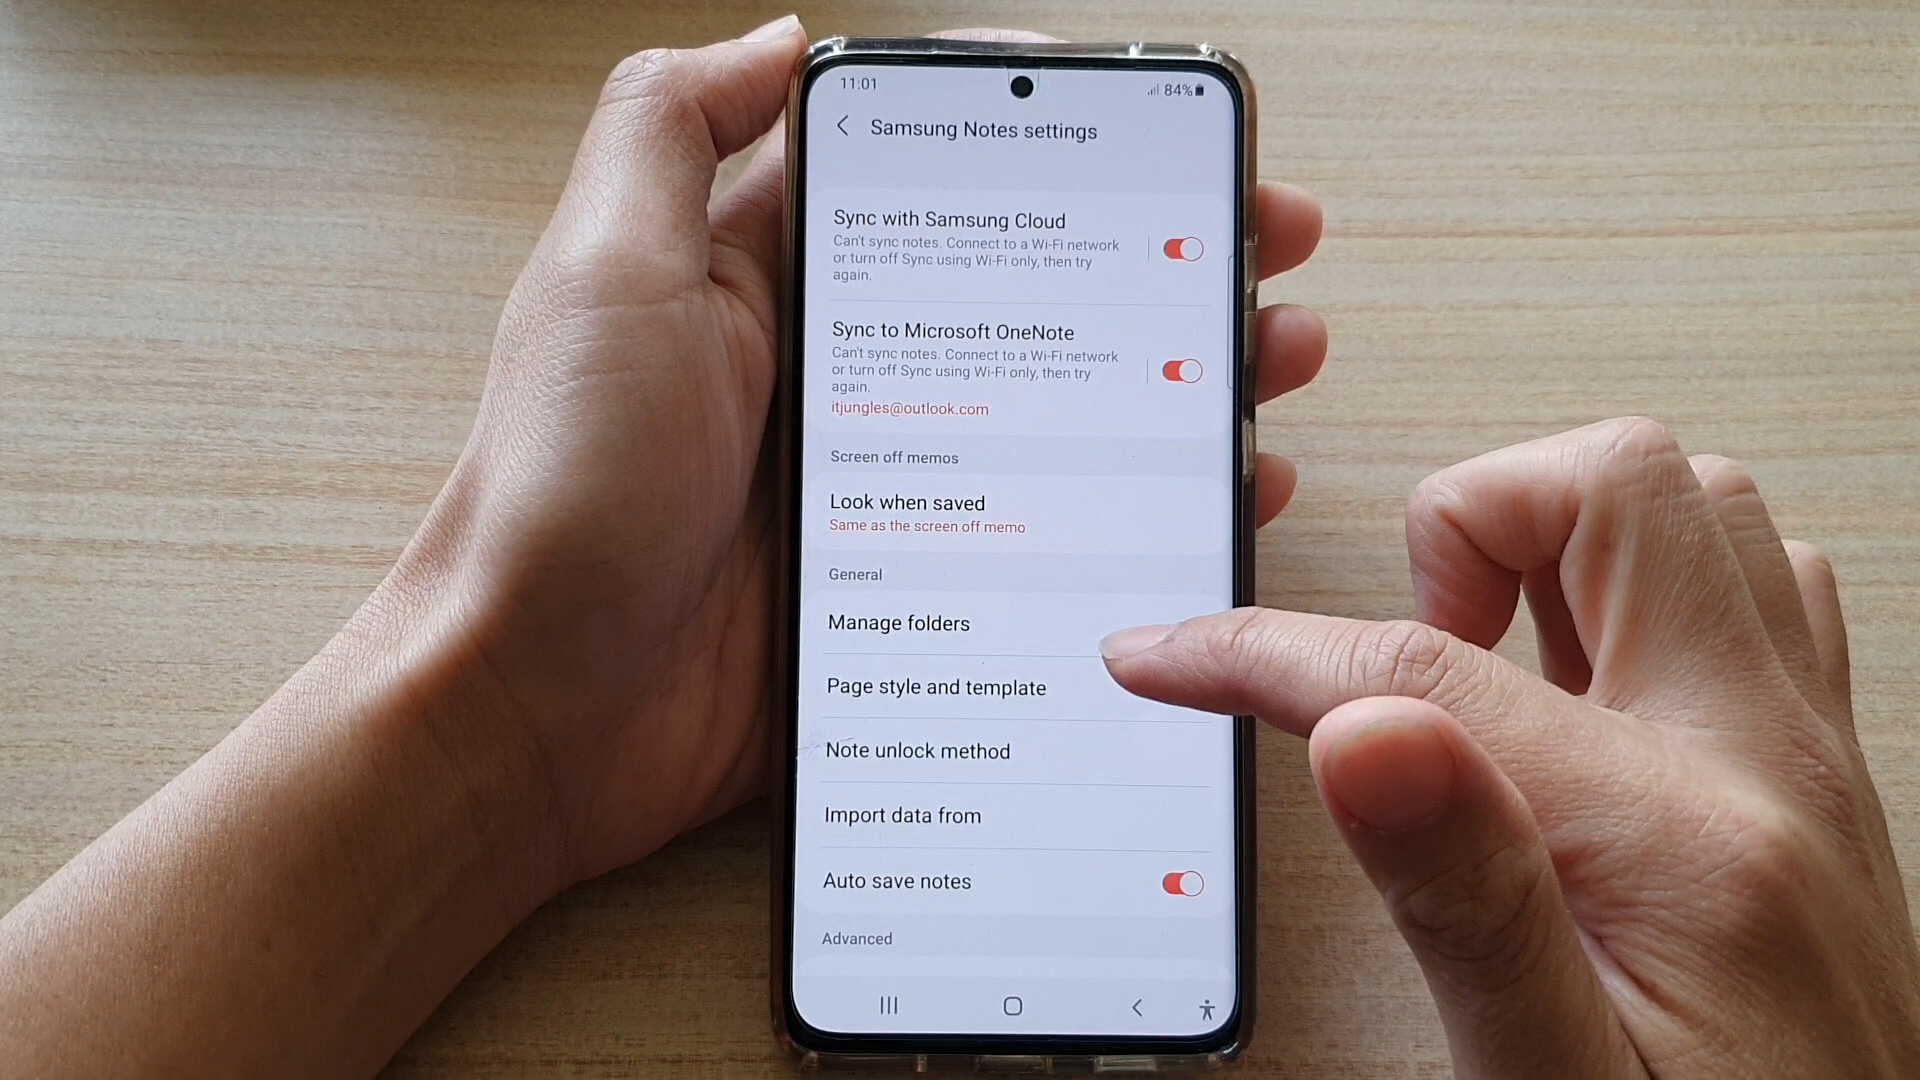 11:01
84%
Samsung Notes settings
Sync with Samsung Cloud
Can't sync notes. Connect to a Wi-Fi network
or turn off Sync using Wi-Fi only, then try
again.
Sync to Microsoft OneNote
Can't sync notes. Connect to a Wi-Fi network
or turn off Sync using Wi-Fi only, then try
again.
itjungles@outlook.com
Screen off memos
Look when saved
Same as the screen off memo
General
Manage folders
Page style and template
Note unlock method
Import data from
Auto save notes
Advanced